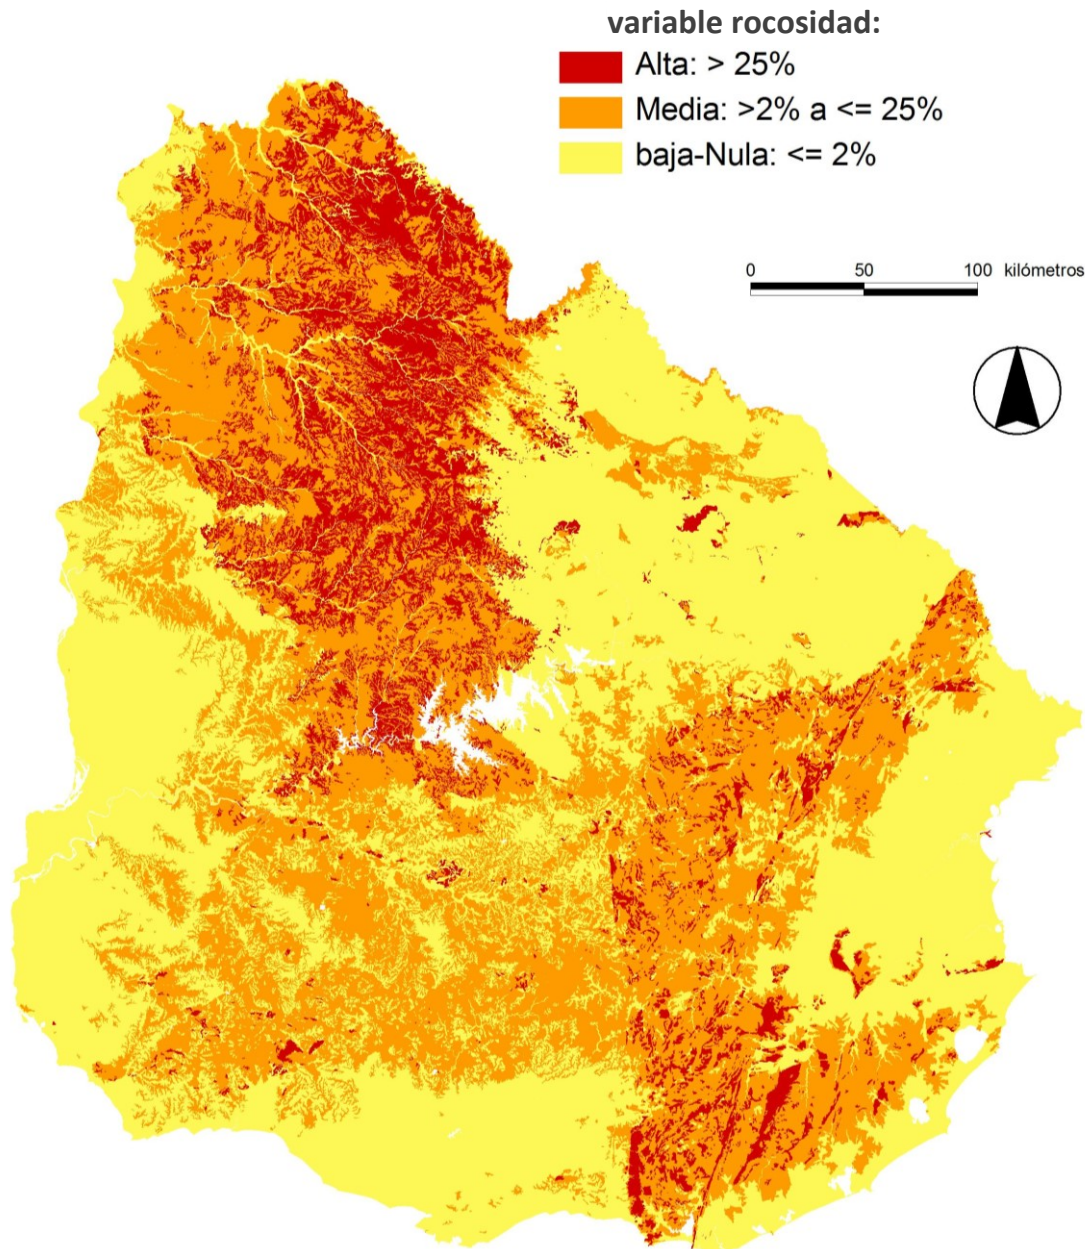 variable rocosidad:
Alta: > 25%
Media: >2% a <= 25%
baja-Nula: <= 2%
0 50 100 kilómetros